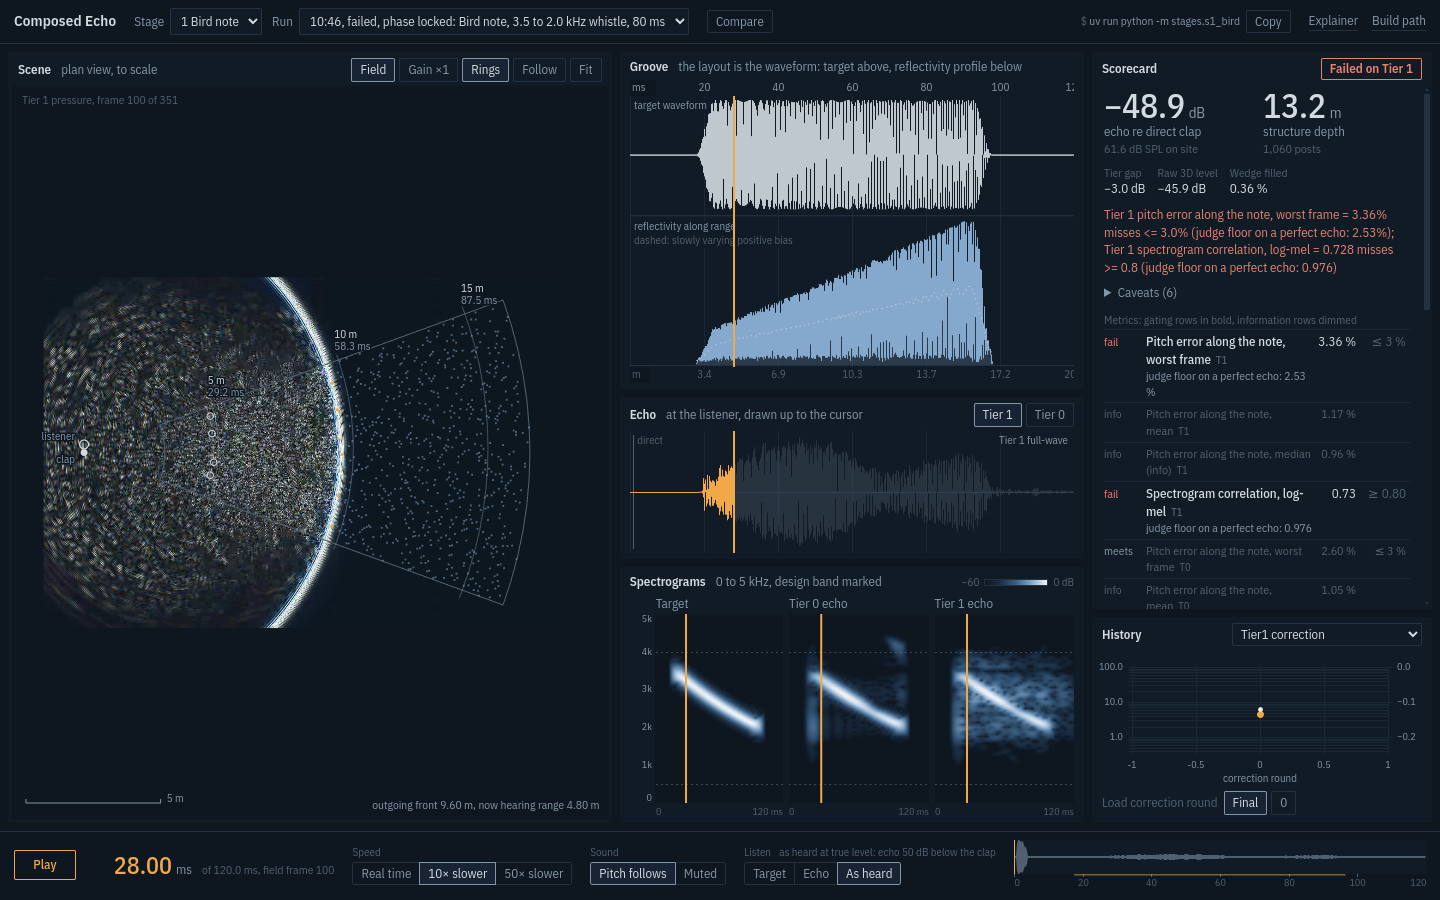 Composed Echo
Stage 1 Bird note
Run 10:46, failed, phase locked: Bird note, 3.5 to 2.0 kHz whistle, 80 ms
Compare
$ uv run python -m stages.s1_bird Copy
Explainer Build path
Scene plan view, to scale
Field Gain ×1 Rings Follow Fit
Tier 1 pressure, frame 100 of 351
15 m
87.5 ms
10 m
58.3 ms
5 m
29.2 ms
listener
clap
5 m
outgoing front 9.60 m, now hearing range 4.80 m
Groove the layout is the waveform: target above, reflectivity profile below
ms 20 40 60 80 100 12
target waveform
reflectivity along range
dashed: slowly varying positive bias
m 3.4 6.9 10.3 13.7 17.2 20
Echo at the listener, drawn up to the cursor
Tier 1 Tier 0
direct
Tier 1 full-wave
Spectrograms 0 to 5 kHz, design band marked
−60 0 dB
Target Tier 0 echo Tier 1 echo
5k
4k
3k
2k
1k
0
0 120 ms 0 120 ms 0 120 ms
Scorecard
Failed on Tier 1
−48.9 dB
echo re direct clap
61.6 dB SPL on site
13.2 m
structure depth
1,060 posts
Tier gap Raw 3D level Wedge filled
−3.0 dB −45.9 dB 0.36 %
Tier 1 pitch error along the note, worst frame = 3.36%
misses <= 3.0% (judge floor on a perfect echo: 2.53%);
Tier 1 spectrogram correlation, log-mel = 0.728 misses
>= 0.8 (judge floor on a perfect echo: 0.976)
Caveats (6)
Metrics: gating rows in bold, information rows dimmed
fail Pitch error along the note, 3.36 % ≤ 3 %
worst frame T1
judge floor on a perfect echo: 2.53
%
info Pitch error along the note, 1.17 %
mean T1
info Pitch error along the note, median 0.96 %
(info) T1
fail Spectrogram correlation, log- 0.73 ≥ 0.80
mel T1
judge floor on a perfect echo: 0.976
meets Pitch error along the note, worst 2.60 % ≤ 3 %
frame T0
info Pitch error along the note, 1.05 %
mean T0
History
Tier1 correction
100.0 0.0
10.0 −0.1
1.0 −0.2
-1 -0.5 0 0.5 1
correction round
Load correction round Final 0
Play
28.00 ms of 120.0 ms, field frame 100
Speed
Real time 10× slower 50× slower
Sound
Pitch follows Muted
Listen as heard at true level: echo 50 dB below the clap
Target Echo As heard
0 20 40 60 80 100 120